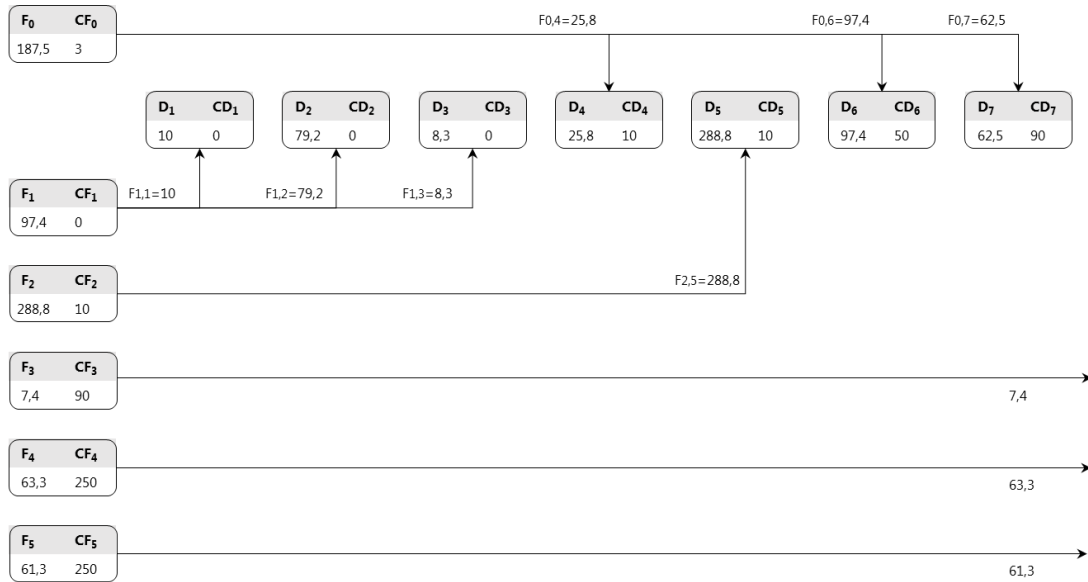 F₀ CF₀ F0,4=25,8 F0,6=97,4 F0,7=62,5
187,5 3
D₁ CD₁ D₂ CD₂ D₃ CD₃ D₄ CD₄ D₅ CD₅ D₆ CD₆ D₇ CD₇
10 0 79,2 0 8,3 0 25,8 10 288,8 10 97,4 50 62,5 90
F₁ CF₁ F1,1=10 F1,2=79,2 F1,3=8,3
97,4 0
F₂ CF₂ F2,5=288,8
288,8 10
F₃ CF₃
7,4 90 7,4
F₄ CF₄
63,3 250 63,3
F₅ CF₅
61,3 250 61,3